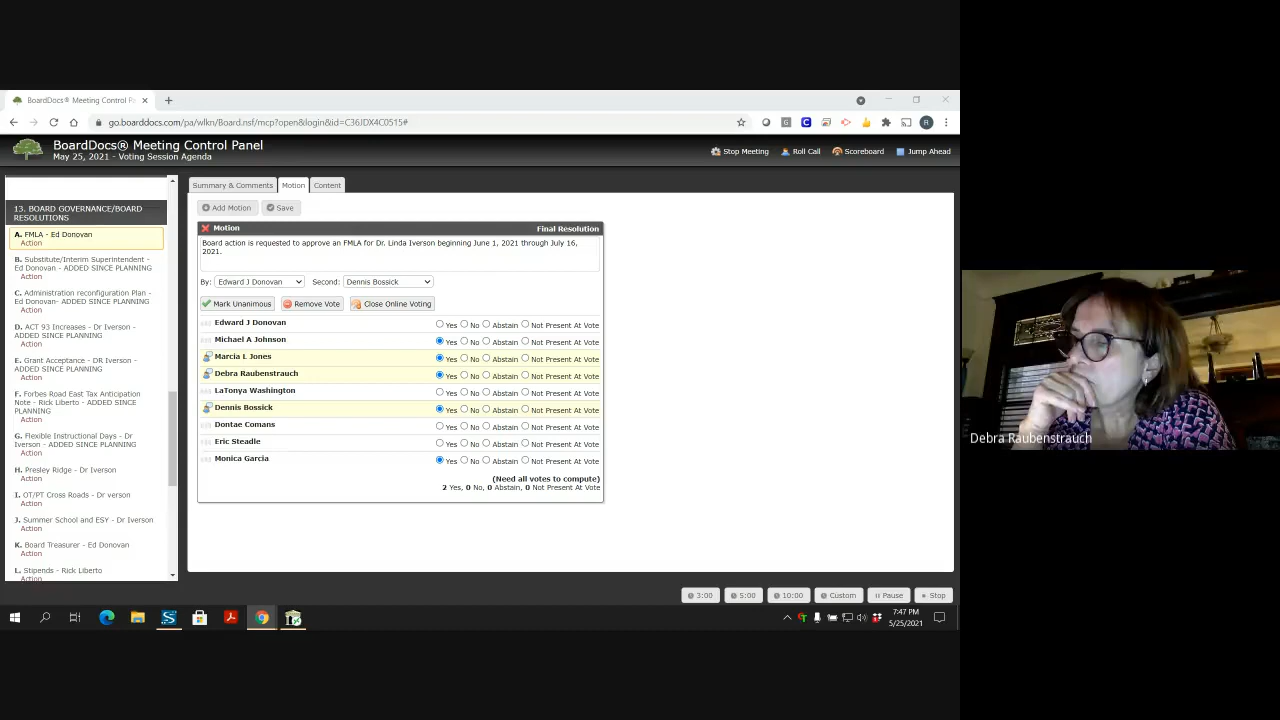 BoardDocs® Meeting Control P
go.boarddocs.com/pa/wlkn/Board.nsf/mcp?open&login&id=C36JDX4C0515#
R
BoardDocs® Meeting Control Panel
May 25, 2021 - Voting Session Agenda
Stop Meeting Roll Call Scoreboard Jump Ahead
13. BOARD GOVERNANCE/BOARD
RESOLUTIONS
A. FMLA - Ed Donovan
Action
B. Substitute/Interim Superintendent -
Ed Donovan - ADDED SINCE PLANNING
Action
C. Administration reconfiguration Plan -
Ed Donovan- ADDED SINCE PLANNING
Action
D. ACT 93 Increases - Dr Iverson -
ADDED SINCE PLANNING
Action
E. Grant Acceptance - DR Iverson -
ADDED SINCE PLANNING
Action
F. Forbes Road East Tax Anticipation
Note - Rick Liberto - ADDED SINCE
PLANNING
Action
G. Flexible Instructional Days - Dr
Iverson - ADDED SINCE PLANNING
Action
H. Presley Ridge - Dr Iverson
Action
I. OT/PT Cross Roads - Dr verson
Action
J. Summer School and ESY - Dr Iverson
Action
K. Board Treasurer - Ed Donovan
Action
L. Stipends - Rick Liberto
Action
Summary & Comments Motion Content
Add Motion Save
Motion Final Resolution
Board action is requested to approve an FMLA for Dr. Linda Iverson beginning June 1, 2021 through July 16,
2021.
By: Edward J Donovan Second: Dennis Bossick
Mark Unanimous Remove Vote Close Online Voting
Edward J Donovan Yes No Abstain Not Present At Vote
Michael A Johnson Yes No Abstain Not Present At Vote
Marcia L Jones Yes No Abstain Not Present At Vote
Debra Raubenstrauch Yes No Abstain Not Present At Vote
LaTonya Washington Yes No Abstain Not Present At Vote
Dennis Bossick Yes No Abstain Not Present At Vote
Dontae Comans Yes No Abstain Not Present At Vote
Eric Steadle Yes No Abstain Not Present At Vote
Monica Garcia Yes No Abstain Not Present At Vote
(Need all votes to compute)
2 Yes, 0 No, 0 Abstain, 0 Not Present At Vote
3:00 5:00 10:00 Custom Pause Stop
7:47 PM
5/25/2021
Debra Raubenstrauch